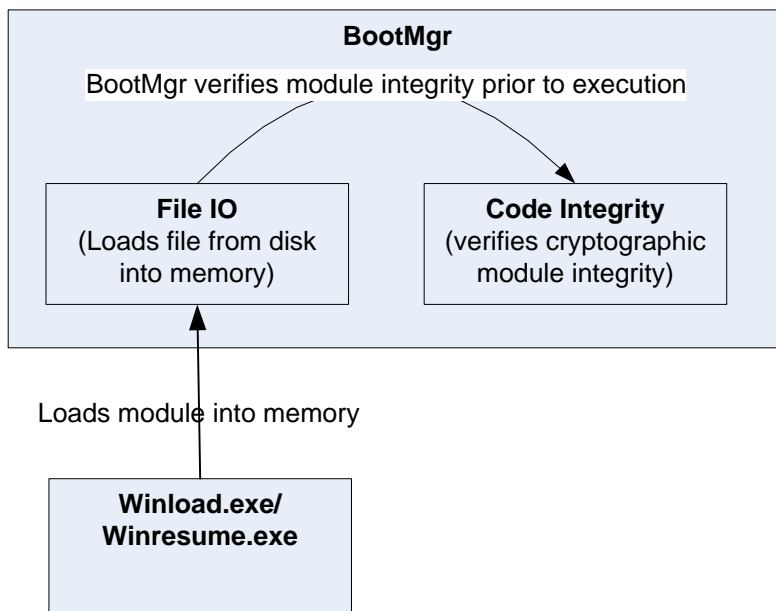 BootMgr
BootMgr verifies module integrity prior to execution
File IO
(Loads file from disk
into memory)
Code Integrity
(verifies cryptographic
module integrity)
Loads module into memory
Winload.exe/
Winresume.exe